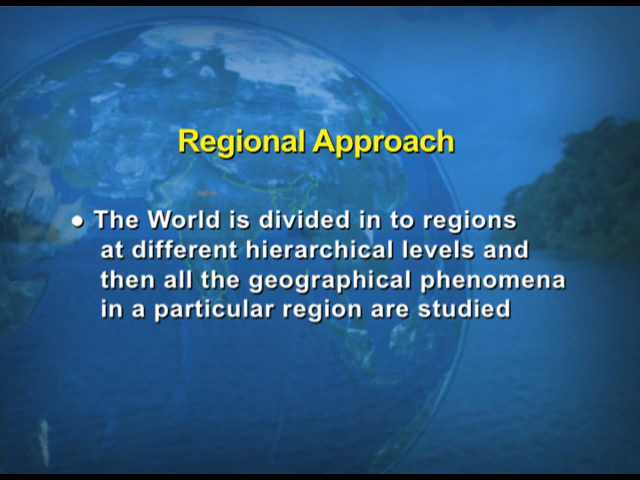 Regional Approach
● The World is divided in to regions
at different hierarchical levels and
then all the geographical phenomena
in a particular region are studied